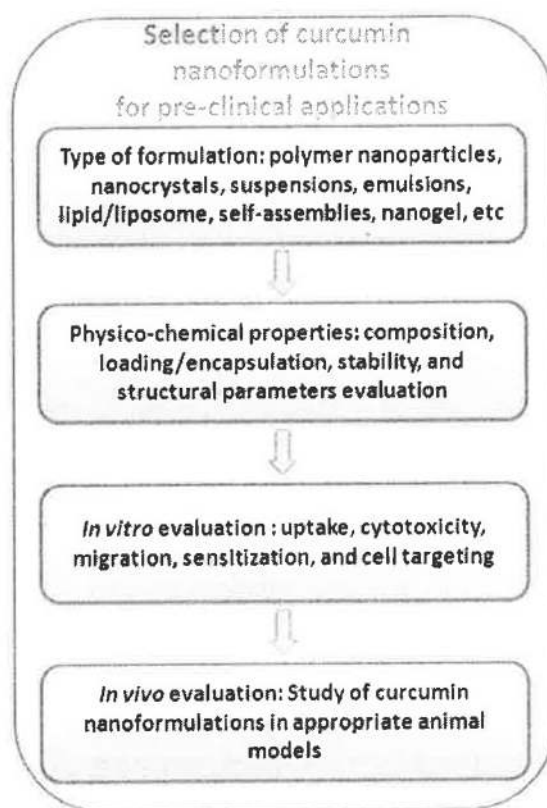 Selection of curcumin
nanoformulations
for pre-clinical applications
Type of formulation: polymer nanoparticles,
nanocrystals, suspensions, emulsions,
lipid/liposome, self-assemblies, nanogel, etc
Physico-chemical properties: composition,
loading/encapsulation, stability, and
structural parameters evaluation
In vitro evaluation : uptake, cytotoxicity,
migration, sensitization, and cell targeting
In vivo evaluation: Study of curcumin
nanoformulations in appropriate animal
models